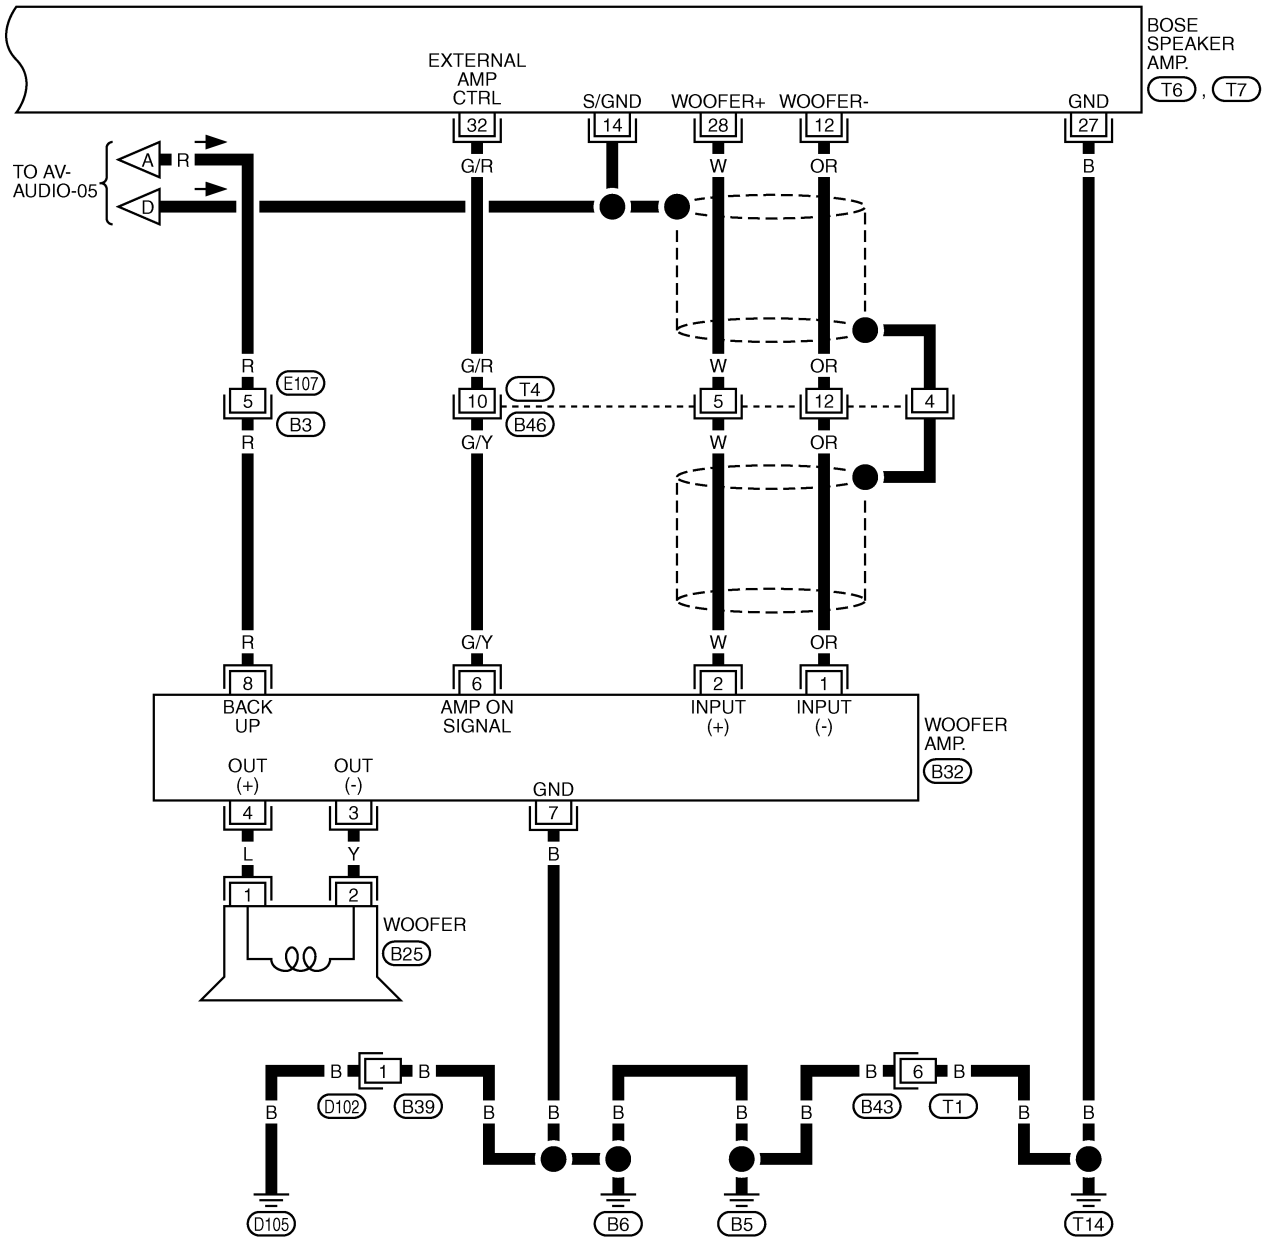 BOSE
SPEAKER
AMP.
T6 , T7
EXTERNAL
AMP
CTRL
S/GND
WOOFER+
WOOFER-
GND
32
14
28
12
27
TO AV-
AUDIO-05
A
R
G/R
W
OR
B
D
R
G/R
W
OR
E107
T4
5
10
5
12
4
B3
B46
R
G/Y
W
OR
R
G/Y
W
OR
8
6
2
1
BACK
UP
AMP ON
SIGNAL
INPUT
(+)
INPUT
(-)
WOOFER
AMP.
B32
OUT
(+)
OUT
(-)
GND
4
3
7
L
Y
B
1
2
WOOFER
B25
B
1
B
B
6
B
D102
B39
B43
T1
B
B
B
B
B
B
B
B
D105
B6
B5
T14